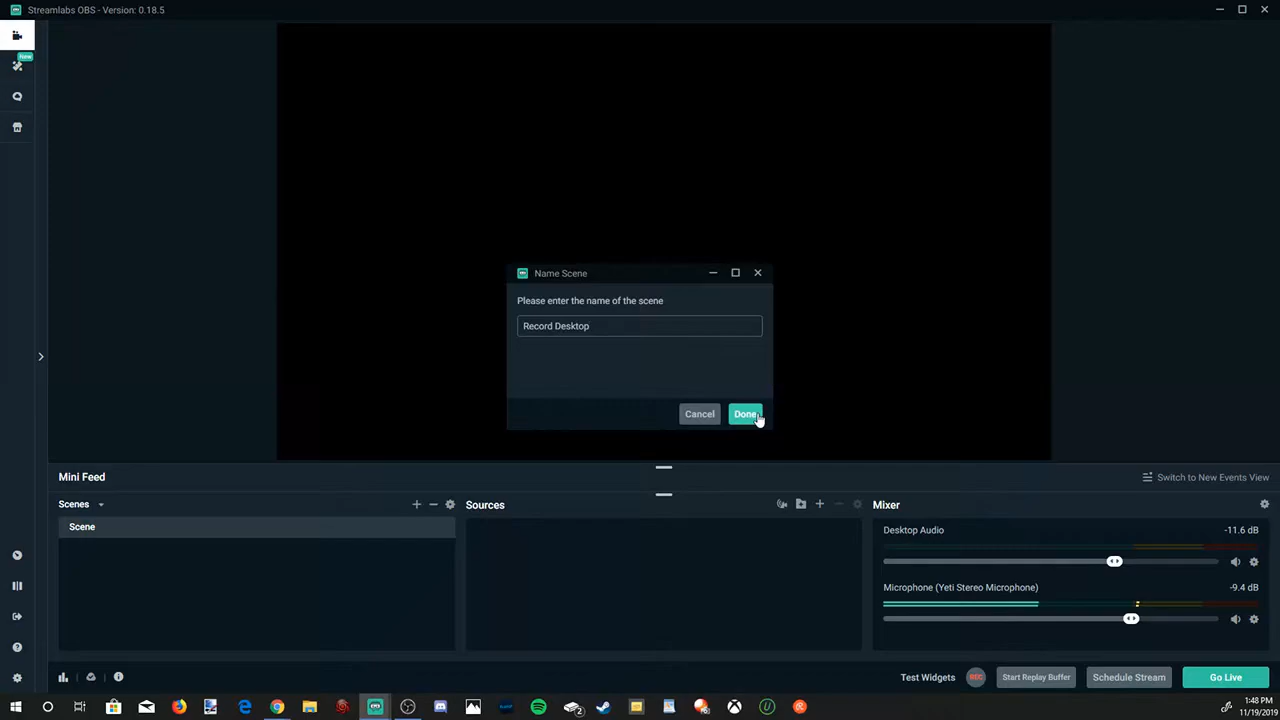 Streamlabs OBS - Version: 0.18.5
New
Name Scene
Please enter the name of the scene
Record Desktop
Cancel
Done
Mini Feed
Switch to New Events View
Scenes
Sources
Mixer
Scene
Desktop Audio
-11.6 dB
Microphone (Yeti Stereo Microphone)
-9.4 dB
Test Widgets
REC
Start Replay Buffer
Schedule Stream
Go Live
1:48 PM
11/19/2019